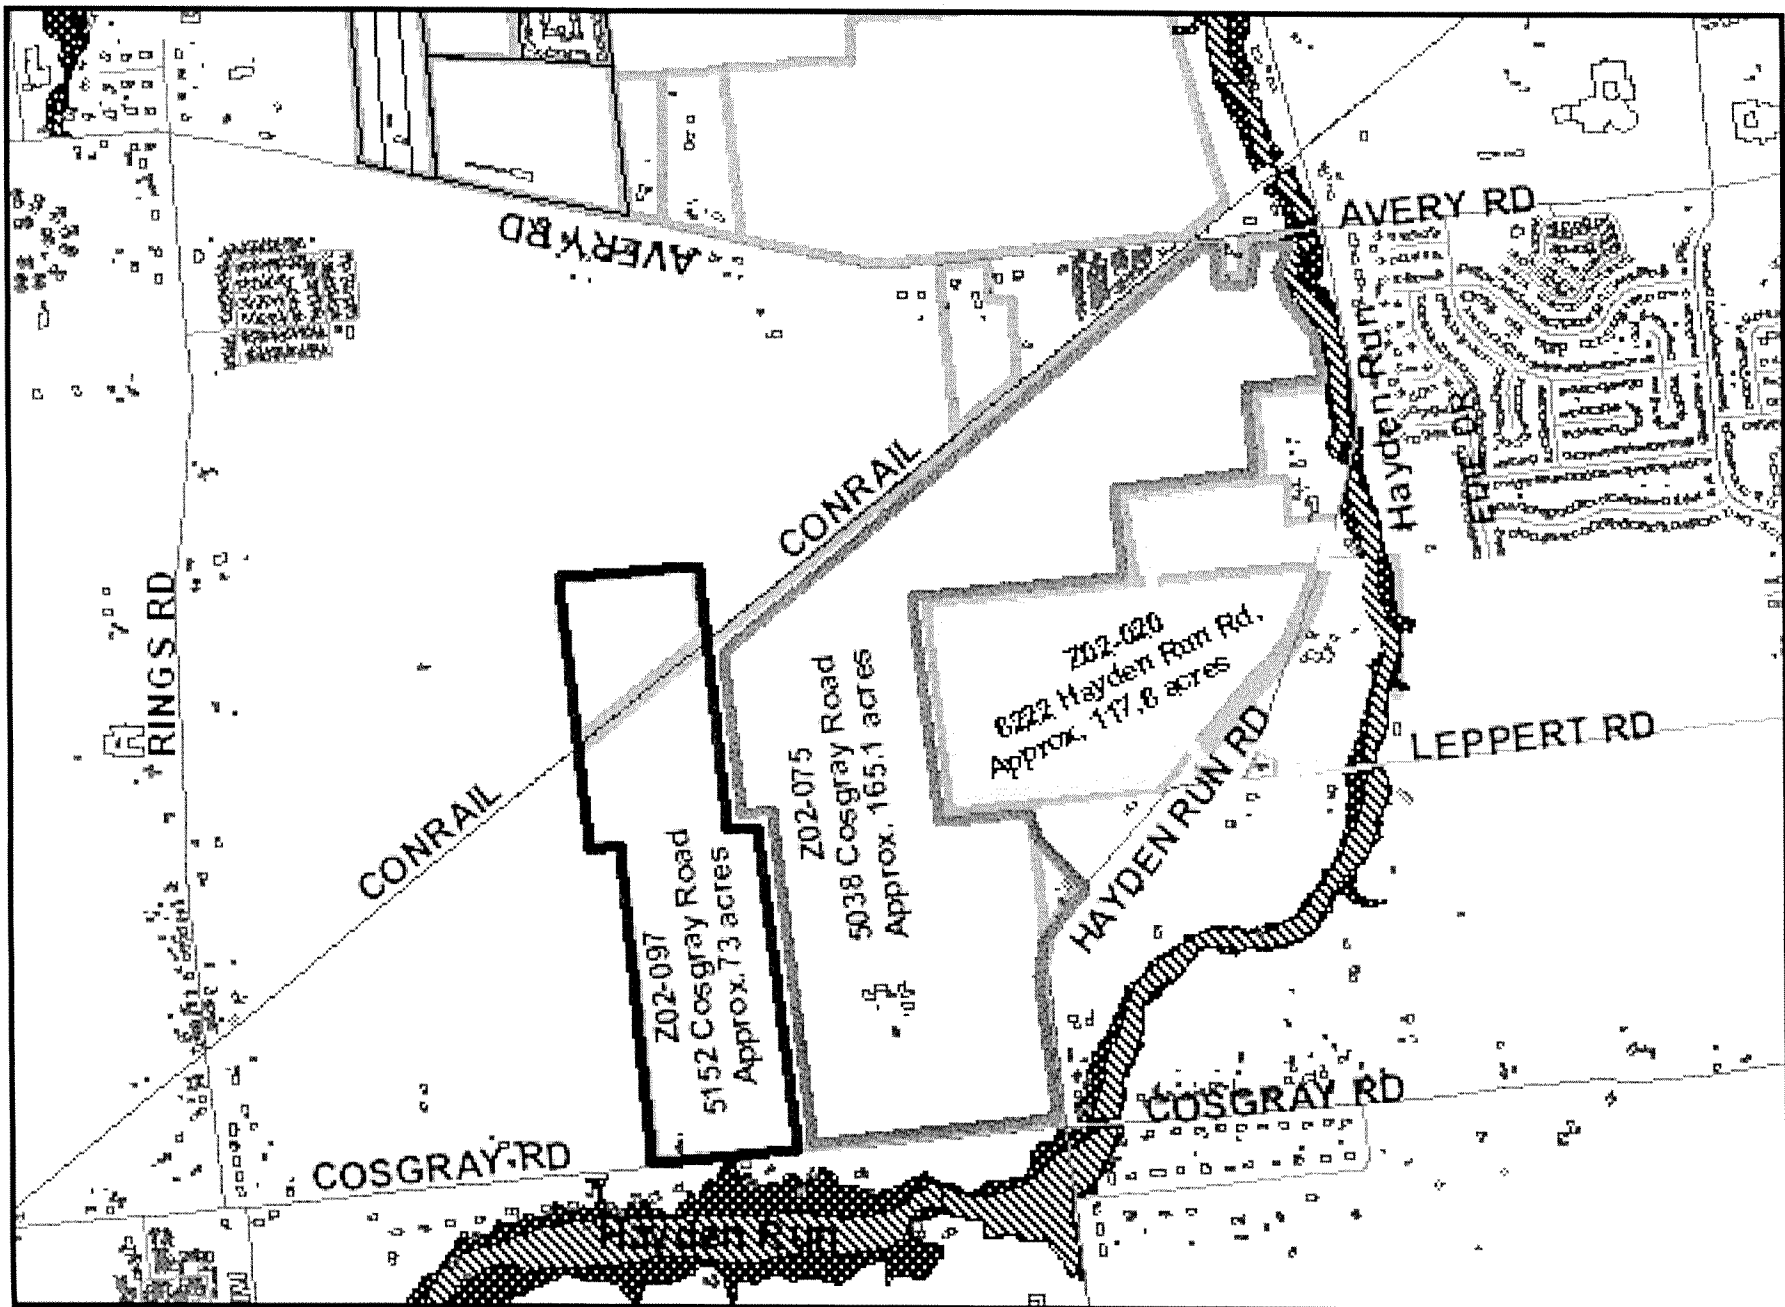 AVERY RD
AVERY RD
Hayden Run
CONRAIL
RINGS RD
Z02-020
6222 Hayden Run Rd.
Approx. 117.6 acres
Z02-075
5038 Cosgray Road
Approx. 165.1 acres
HAYDEN RUN RD
LEPPERT RD
CONRAIL
Z02-097
5152 Cosgray Road
Approx. 73 acres
COSGRAY RD
COSGRAY RD
Hayden Run